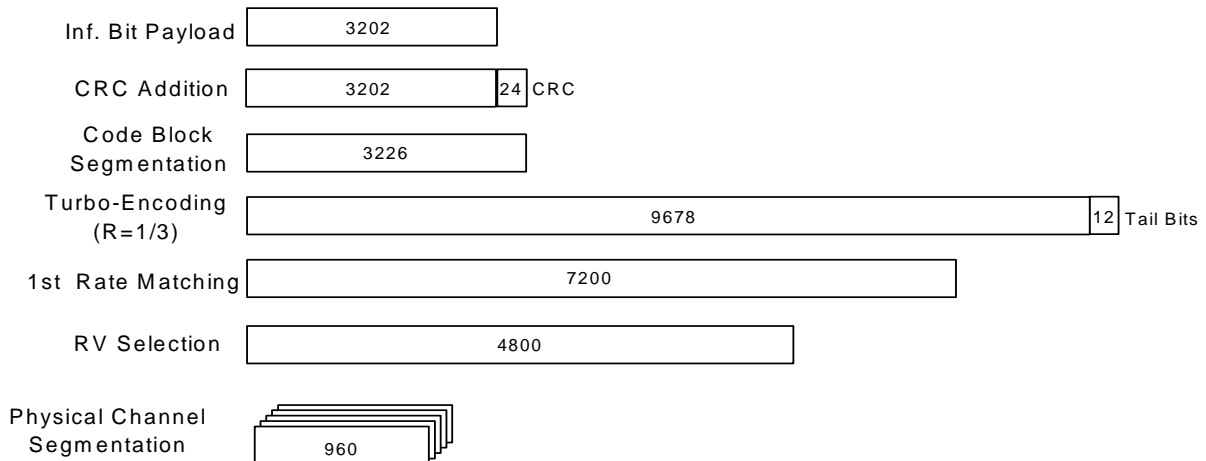 Inf. Bit Payload 3202
CRC Addition 3202 24 CRC
Code Block
Segmentation 3226
Turbo-Encoding
(R=1/3) 9678 12 Tail Bits
1st Rate Matching 7200
RV Selection 4800
Physical Channel
Segmentation 960